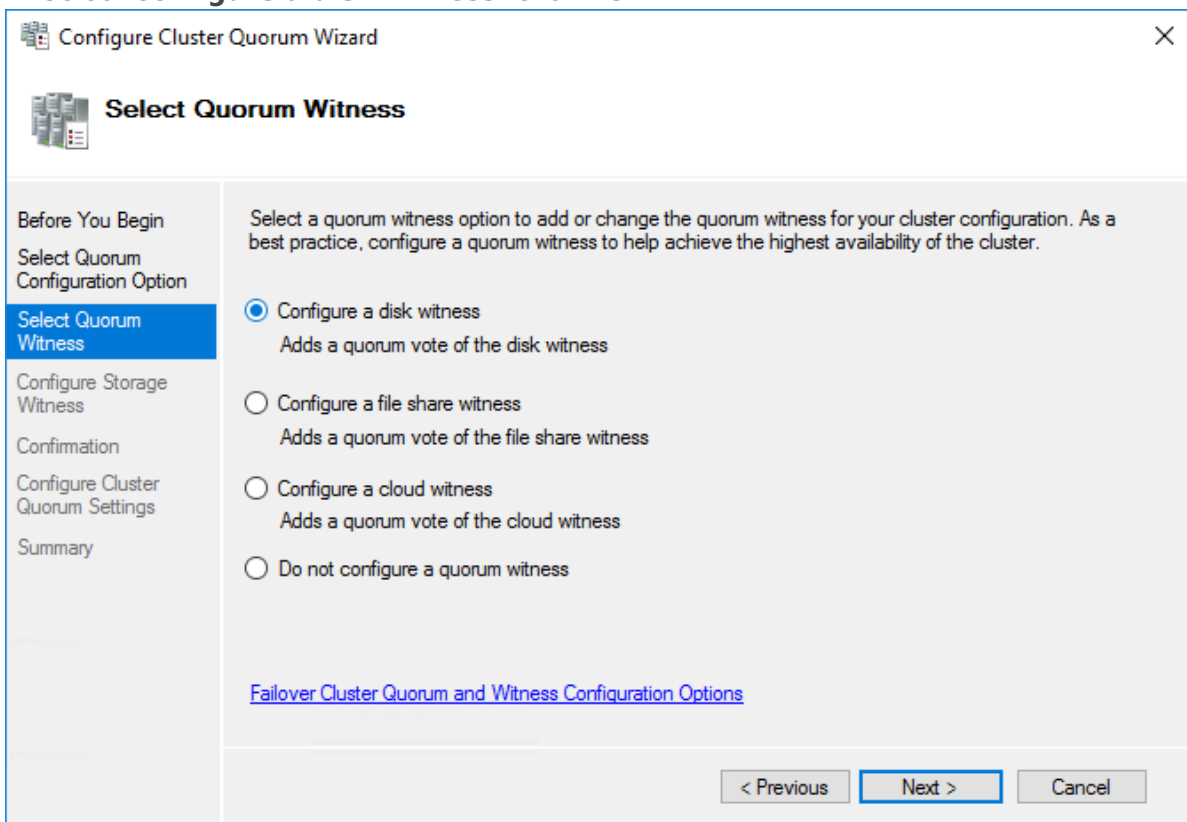 Configure Cluster Quorum Wizard
Select Quorum Witness
Before You Begin
Select Quorum
Configuration Option
Select Quorum
Witness
Configure Storage
Witness
Confirmation
Configure Cluster
Quorum Settings
Summary
Select a quorum witness option to add or change the quorum witness for your cluster configuration. As a
best practice, configure a quorum witness to help achieve the highest availability of the cluster.
Configure a disk witness
Adds a quorum vote of the disk witness
Configure a file share witness
Adds a quorum vote of the file share witness
Configure a cloud witness
Adds a quorum vote of the cloud witness
Do not configure a quorum witness
Failover Cluster Quorum and Witness Configuration Options
< Previous
Next >
Cancel